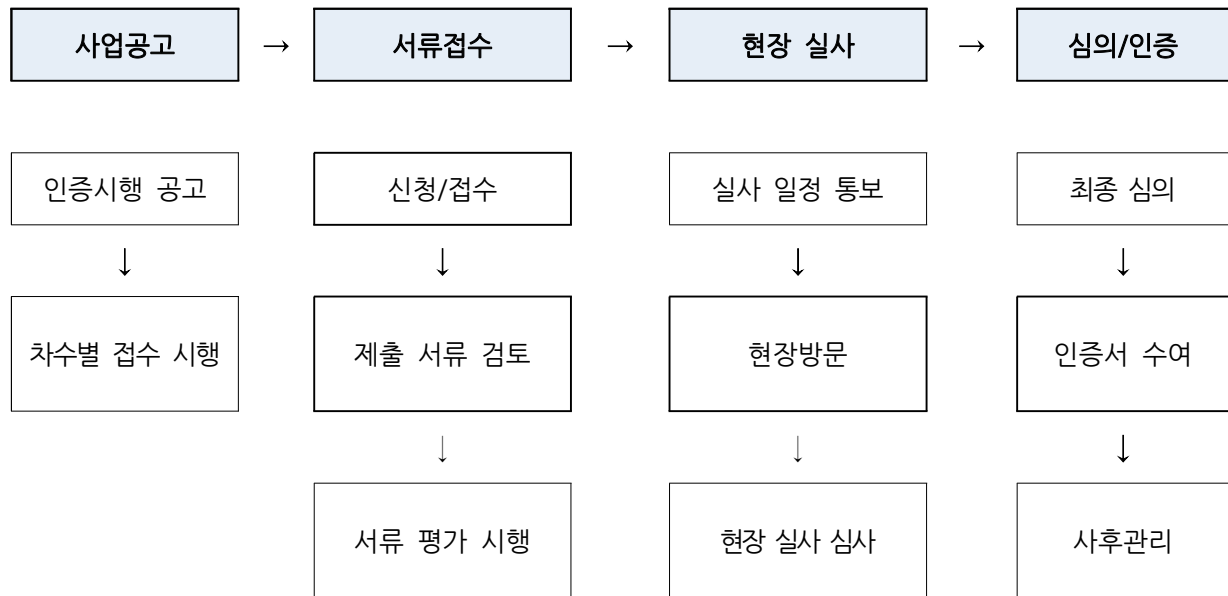 사업공고 → 서류접수 → 현장 실사 → 심의/인증
인증시행 공고 신청/접수 실사 일정 통보 최종 심의
↓ ↓ ↓ ↓
차수별 접수 시행 제출 서류 검토 현장방문 인증서 수여
↓ ↓ ↓
서류 평가 시행 현장 실사 심사 사후관리